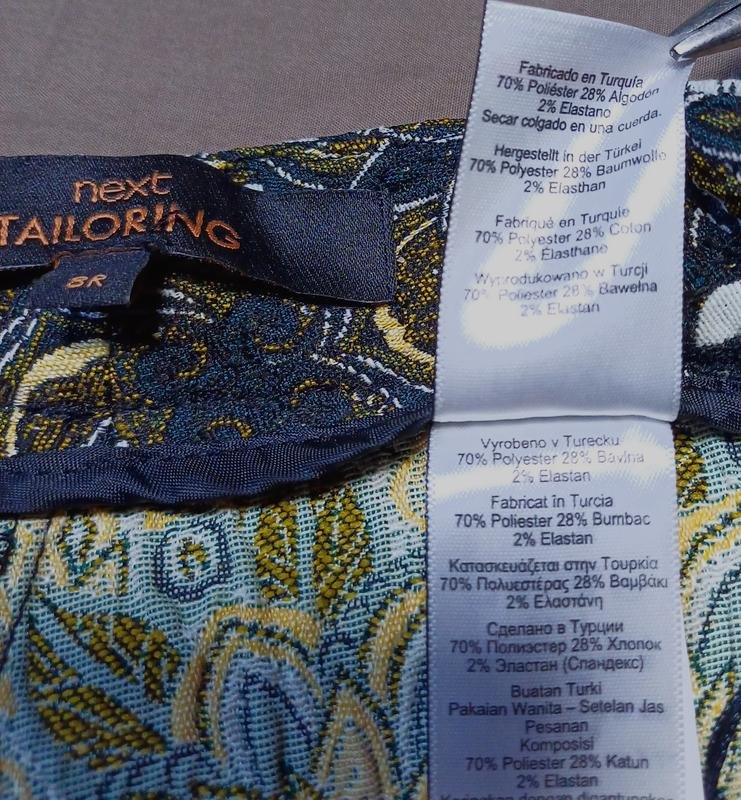 next
TAILORING
8R
Fabricado en Turquía
70% Poliéster 28% Algodón
2% Elastano
Secar colgado en una cuerda.
Hergestellt in der Türkei
70% Polyester 28% Baumwolle
2% Elasthan
Fabriqué en Turquie
70% Polyester 28% Coton
2% Élasthane
Wyprodukowano w Turcji
70% Poliester 28% Bawełna
2% Elastan
Vyrobeno v Turecku
70% Polyester 28% Bavlna
2% Elastan
Fabricat în Turcia
70% Poliester 28% Bumbac
2% Elastan
Κατασκευάζεται στην Τουρκία
70% Πολυεστέρας 28% Βαμβάκι
2% Ελαστάνη
Сделано в Турции
70% Полиэстер 28% Хлопок
2% Эластан (Спандекс)
Buatan Turki
Pakaian Wanita – Setelan Jas
Pesanan
Komposisi
70% Poliester 28% Katun
2% Elastan